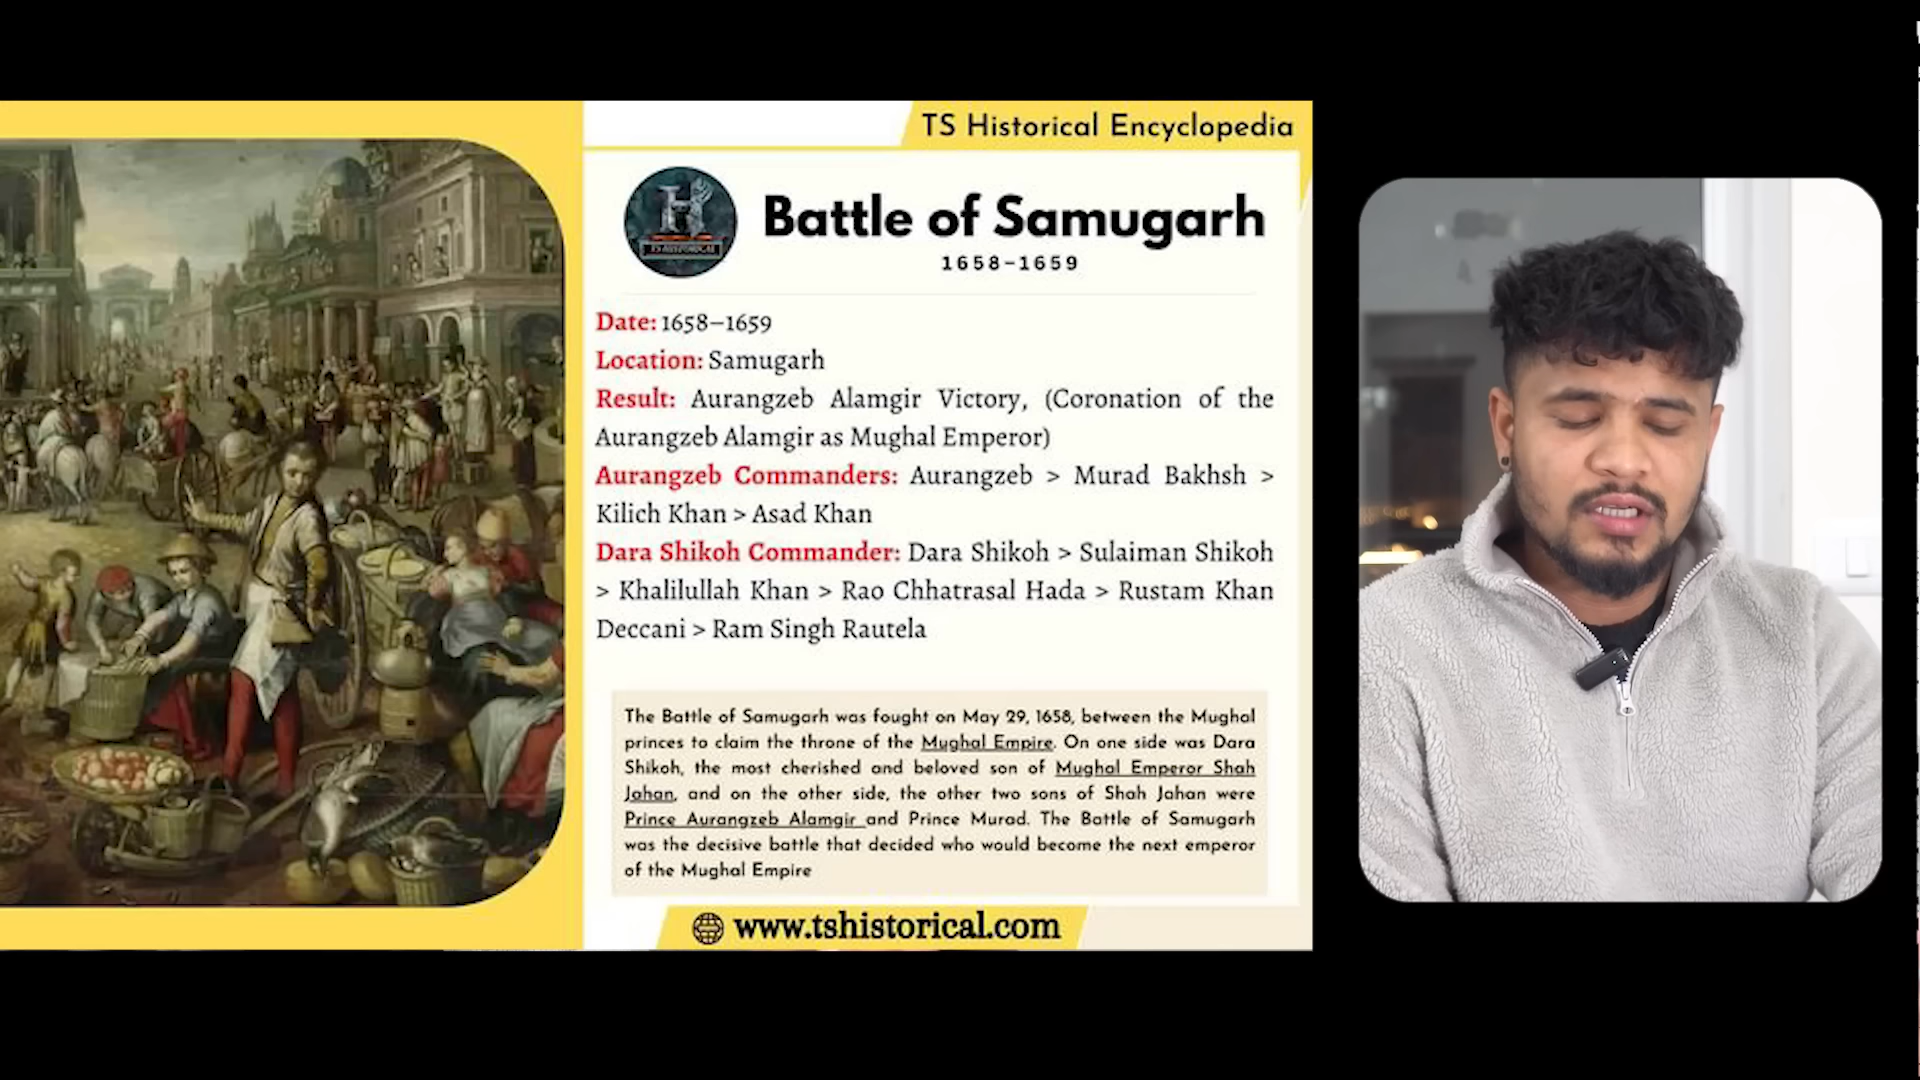 TS Historical Encyclopedia
TS HISTORICAL
Battle of Samugarh
1658–1659
Date: 1658–1659
Location: Samugarh
Result: Aurangzeb Alamgir Victory, (Coronation of the
Aurangzeb Alamgir as Mughal Emperor)
Aurangzeb Commanders: Aurangzeb > Murad Bakhsh >
Kilich Khan > Asad Khan
Dara Shikoh Commander: Dara Shikoh > Sulaiman Shikoh
> Khalilullah Khan > Rao Chhatrasal Hada > Rustam Khan
Deccani > Ram Singh Rautela
The Battle of Samugarh was fought on May 29, 1658, between the Mughal
princes to claim the throne of the Mughal Empire. On one side was Dara
Shikoh, the most cherished and beloved son of Mughal Emperor Shah
Jahan, and on the other side, the other two sons of Shah Jahan were
Prince Aurangzeb Alamgir and Prince Murad. The Battle of Samugarh
was the decisive battle that decided who would become the next emperor
of the Mughal Empire
www.tshistorical.com